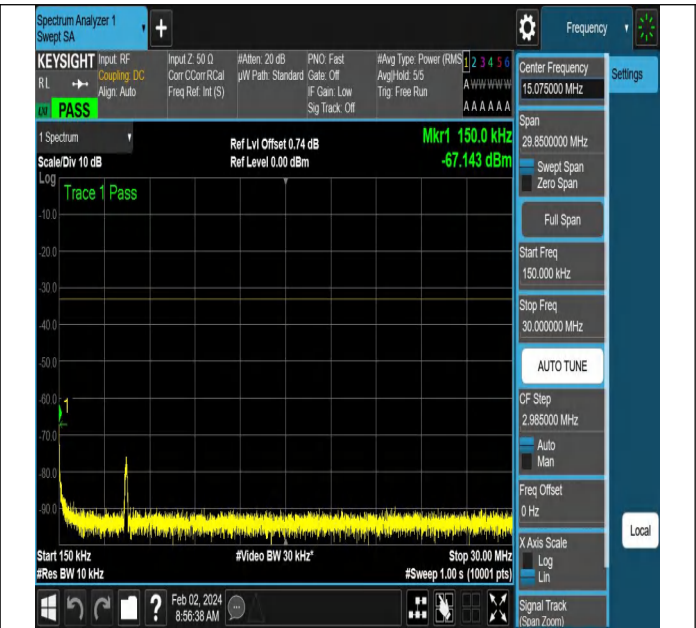 Spectrum Analyzer 1
Swept SA
Frequency
KEYSIGHT
RL
PASS
Input: RF
Coupling: DC
Align: Auto
Input Z: 50 Ω
Corr CCorr RCal
Freq Ref: Int (S)
#Atten: 20 dB
µW Path: Standard
PNO: Fast
Gate: Off
IF Gain: Low
Sig Track: Off
#Avg Type: Power (RMS
Avg|Hold: 5/5
Trig: Free Run
1 2 3 4 5 6
A W W W W W
A A A A A A
1 Spectrum
Scale/Div 10 dB
Ref Lvl Offset 0.74 dB
Ref Level 0.00 dBm
Mkr1 150.0 kHz
-67.143 dBm
Log
Trace 1 Pass
-10.0
-20.0
-30.0
-40.0
-50.0
-60.0
1
-70.0
-80.0
-90.0
Start 150 kHz
#Video BW 30 kHz*
Stop 30.00 MHz
#Res BW 10 kHz
#Sweep 1.00 s (10001 pts)
?
Feb 02, 2024
8:56:38 AM
Center Frequency
15.075000 MHz
Settings
Span
29.8500000 MHz
Swept Span
Zero Span
Full Span
Start Freq
150.000 kHz
Stop Freq
30.000000 MHz
AUTO TUNE
CF Step
2.985000 MHz
Auto
Man
Freq Offset
0 Hz
X Axis Scale
Log
Lin
Local
Signal Track
(Span Zoom)